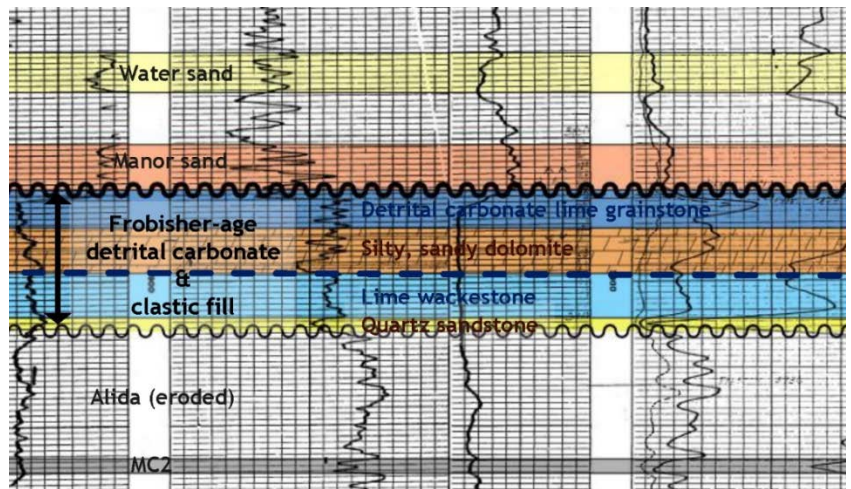 Water sand
Manor sand
Detrital carbonate lime grainstone
Frobisher-age
detrital carbonate
&
clastic fill
Silty, sandy dolomite
Lime wackestone
Quartz sandstone
Alida (eroded)
MC2